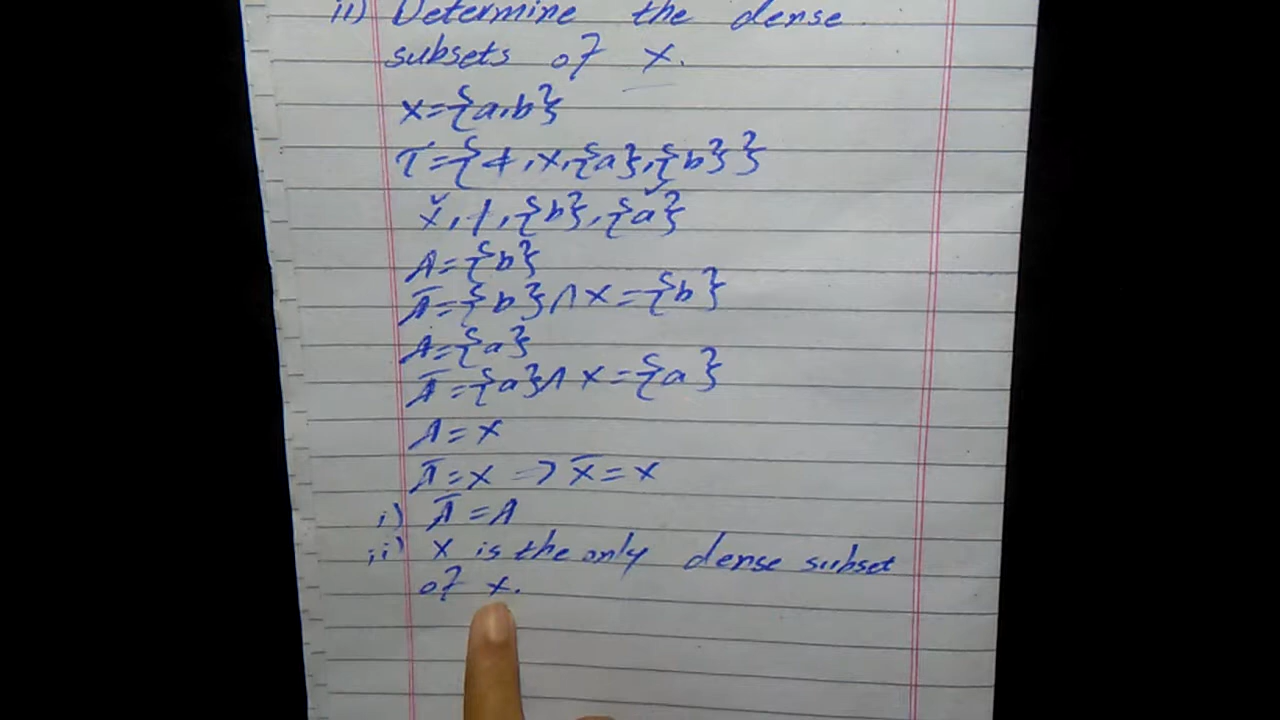 ii) Determine the dense
subsets of X.
X={a,b}
τ={ϕ,X,{a},{b}}
X,ϕ,{b},{a}
A={b}
A̅={b}∩X={b}
A={a}
A̅={a}∩X={a}
A=X
A̅=X ⇒ X̅=X
i) A̅=A
ii) X is the only dense subset
of X.